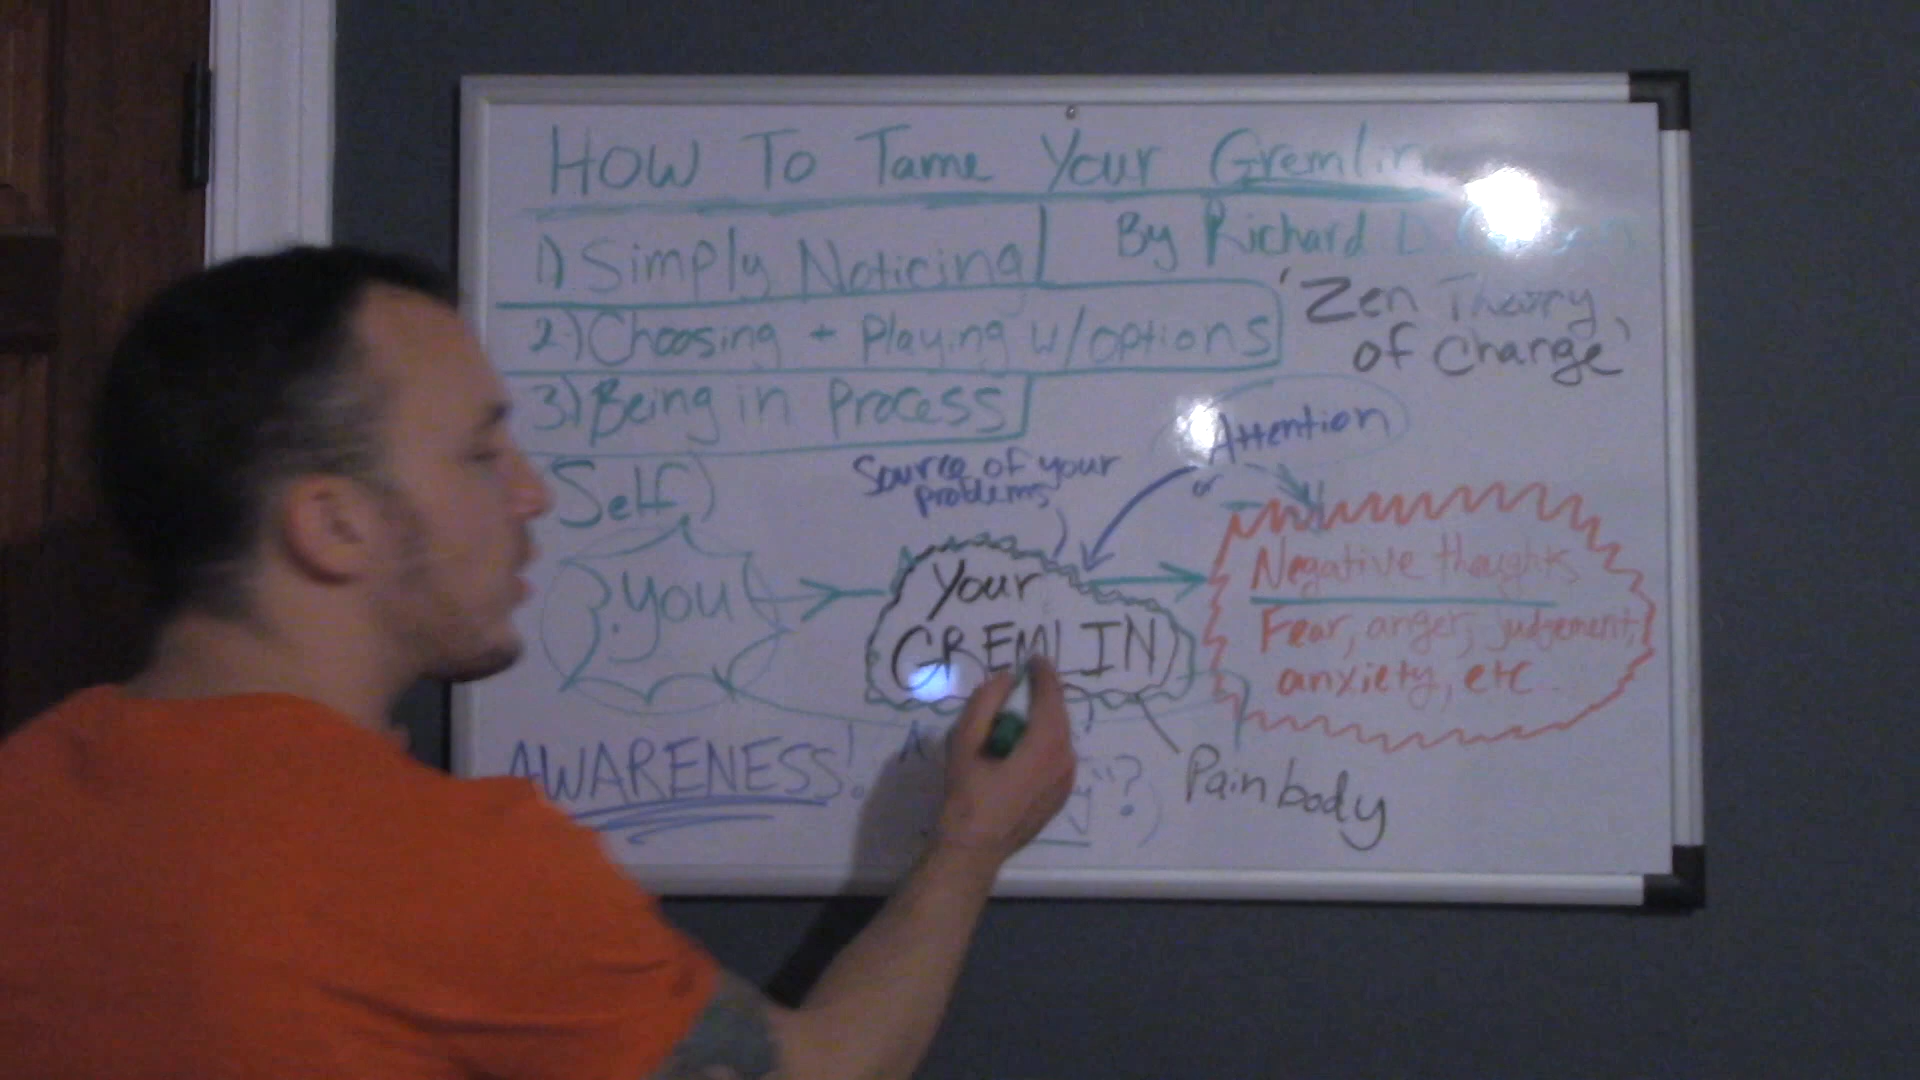 HOW To Tame Your Gremlin
By Richard D
1) Simply Noticing
'Zen Theory
of Change'
2.) Choosing + Playing w/options
3.) Being in Process
Attention
or
Source of your
problems
Self)
you
Your
GREMLIN
Negative thoughts
Fear, anger, judgement,
anxiety, etc.
AWARENESS!
Pain body